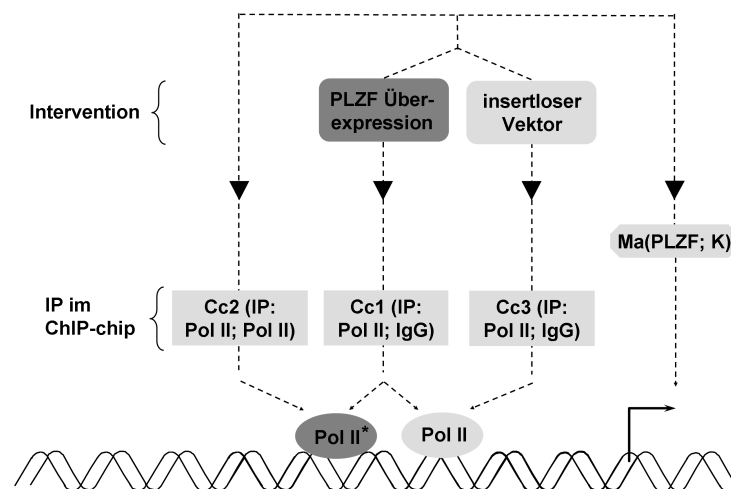 Intervention
PLZF Über-
expression
insertloser
Vektor
Ma(PLZF; K)
IP im
ChIP-chip
Cc2 (IP:
Pol II; Pol II)
Cc1 (IP:
Pol II; IgG)
Cc3 (IP:
Pol II; IgG)
Pol II*
Pol II